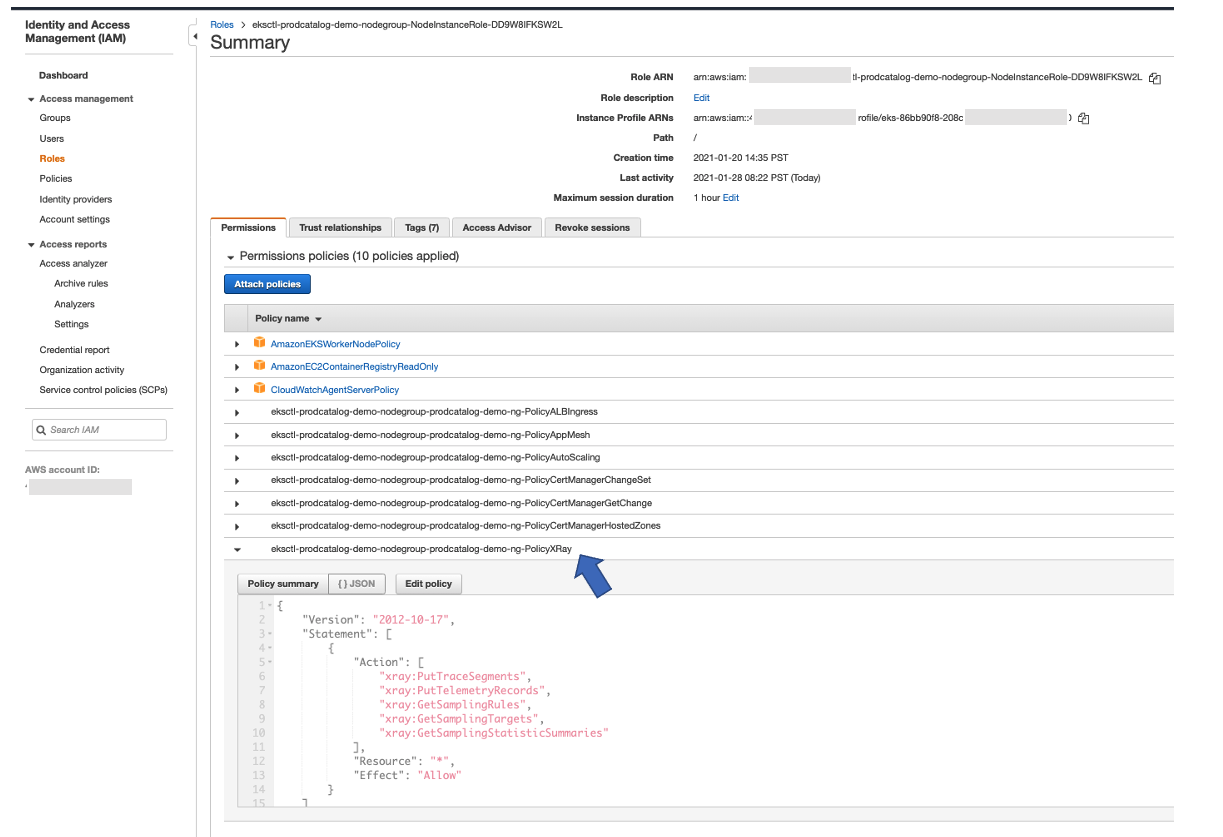 Identity and Access
Management (IAM)
Dashboard
Access management
Groups
Users
Roles
Policies
Identity providers
Account settings
Access reports
Access analyzer
Archive rules
Analyzers
Settings
Credential report
Organization activity
Service control policies (SCPs)
Search IAM
AWS account ID:
Roles > eksctl-prodcatalog-demo-nodegroup-NodeInstanceRole-DD9W8IFKSW2L
Summary
Role ARN arn:aws:iam: tl-prodcatalog-demo-nodegroup-NodeInstanceRole-DD9W8IFKSW2L
Role description Edit
Instance Profile ARNs arn:aws:iam:: rofile/eks-86bb90f8-208c
Path /
Creation time 2021-01-20 14:35 PST
Last activity 2021-01-28 08:22 PST (Today)
Maximum session duration 1 hour Edit
Permissions Trust relationships Tags (7) Access Advisor Revoke sessions
Permissions policies (10 policies applied)
Attach policies
Policy name
AmazonEKSWorkerNodePolicy
AmazonEC2ContainerRegistryReadOnly
CloudWatchAgentServerPolicy
eksctl-prodcatalog-demo-nodegroup-prodcatalog-demo-ng-PolicyALBIngress
eksctl-prodcatalog-demo-nodegroup-prodcatalog-demo-ng-PolicyAppMesh
eksctl-prodcatalog-demo-nodegroup-prodcatalog-demo-ng-PolicyAutoScaling
eksctl-prodcatalog-demo-nodegroup-prodcatalog-demo-ng-PolicyCertManagerChangeSet
eksctl-prodcatalog-demo-nodegroup-prodcatalog-demo-ng-PolicyCertManagerGetChange
eksctl-prodcatalog-demo-nodegroup-prodcatalog-demo-ng-PolicyCertManagerHostedZones
eksctl-prodcatalog-demo-nodegroup-prodcatalog-demo-ng-PolicyXRay
Policy summary { } JSON Edit policy
1 {
2 "Version": "2012-10-17",
3 "Statement": [
4 {
5 "Action": [
6 "xray:PutTraceSegments",
7 "xray:PutTelemetryRecords",
8 "xray:GetSamplingRules",
9 "xray:GetSamplingTargets",
10 "xray:GetSamplingStatisticSummaries"
11 ],
12 "Resource": "*",
13 "Effect": "Allow"
14 }
15 ]